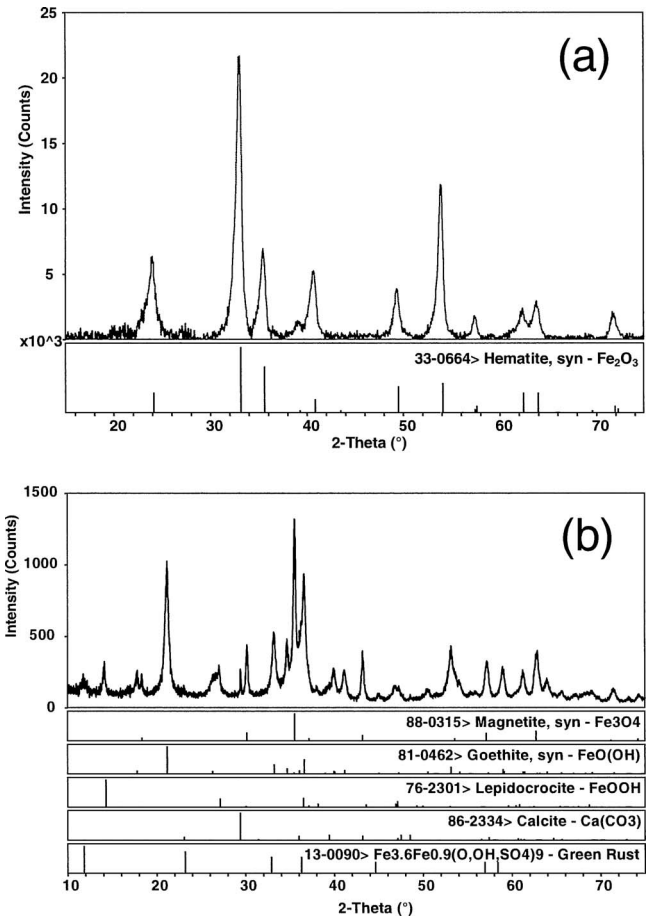 25
(a)
20
15
10
5
Intensity (Counts)
x10^3
33-0664> Hematite, syn - Fe₂O₃
20 30 40 50 60 70
2-Theta (°)
1500
(b)
1000
500
0
Intensity (Counts)
88-0315> Magnetite, syn - Fe3O4
81-0462> Goethite, syn - FeO(OH)
76-2301> Lepidocrocite - FeOOH
86-2334> Calcite - Ca(CO3)
13-0090> Fe3.6Fe0.9(O,OH,SO4)9 - Green Rust
10 20 30 40 50 60 70
2-Theta (°)